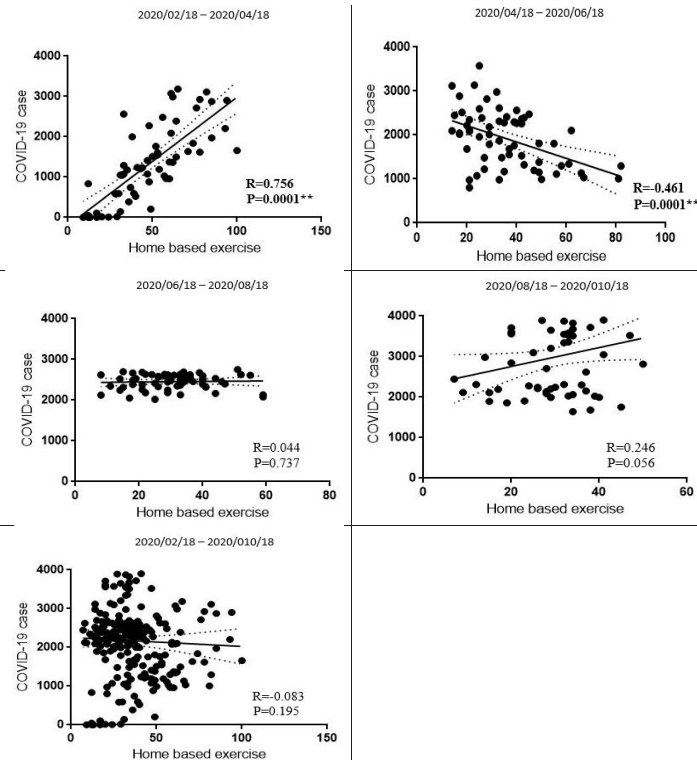 2020/02/18 – 2020/04/18
4000
3000
2000
1000
0
COVID-19 case
R=0.756
P=0.0001**
0 50 100 150
Home based exercise
2020/04/18 – 2020/06/18
4000
3000
2000
1000
0
COVID-19 case
R=-0.461
P=0.0001**
0 20 40 60 80 100
Home based exercise
2020/06/18 – 2020/08/18
4000
3000
2000
1000
0
COVID-19 case
R=0.044
P=0.737
0 20 40 60 80
Home based exercise
2020/08/18 – 2020/010/18
4000
3000
2000
1000
0
COVID-19 case
R=0.246
P=0.056
0 20 40 60
Home based exercise
2020/02/18 – 2020/010/18
4000
3000
2000
1000
0
COVID-19 case
R=-0.083
P=0.195
0 50 100 150
Home based exercise